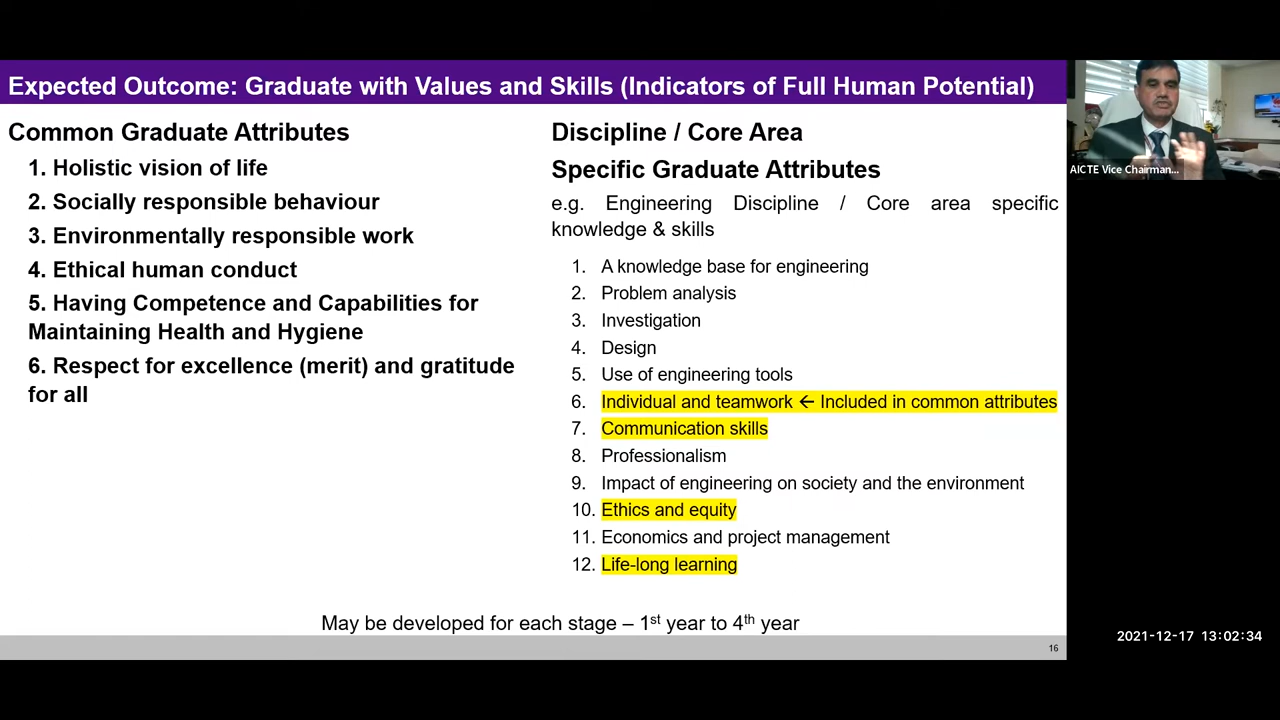 Expected Outcome: Graduate with Values and Skills (Indicators of Full Human Potential)
Common Graduate Attributes
1. Holistic vision of life
2. Socially responsible behaviour
3. Environmentally responsible work
4. Ethical human conduct
5. Having Competence and Capabilities for
Maintaining Health and Hygiene
6. Respect for excellence (merit) and gratitude
for all
Discipline / Core Area
Specific Graduate Attributes
e.g. Engineering Discipline / Core area specific
knowledge & skills
1. A knowledge base for engineering
2. Problem analysis
3. Investigation
4. Design
5. Use of engineering tools
6. Individual and teamwork ← Included in common attributes
7. Communication skills
8. Professionalism
9. Impact of engineering on society and the environment
10. Ethics and equity
11. Economics and project management
12. Life-long learning
May be developed for each stage – 1st year to 4th year
16
AICTE Vice Chairman...
2021-12-17 13:02:34